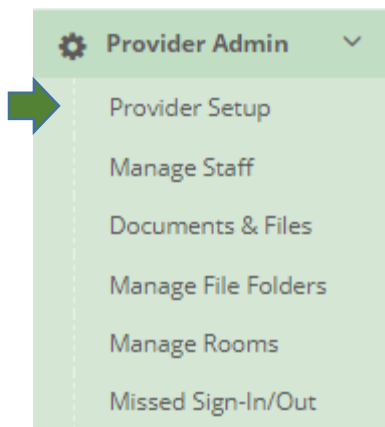 Provider Admin
Provider Setup
Manage Staff
Documents & Files
Manage File Folders
Manage Rooms
Missed Sign-In/Out